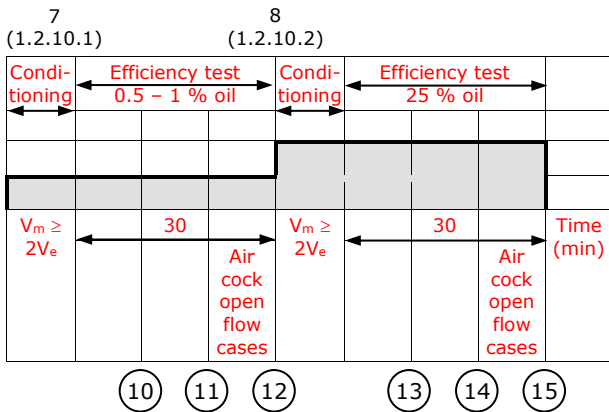 7
(1.2.10.1)
8
(1.2.10.2)
Condi-
tioning
Efficiency test
0.5 – 1 % oil
Condi-
tioning
Efficiency test
25 % oil
Vm ≥
2Ve
30
Air
cock
open
flow
cases
Vm ≥
2Ve
30
Air
cock
open
flow
cases
Time
(min)
10
11
12
13
14
15